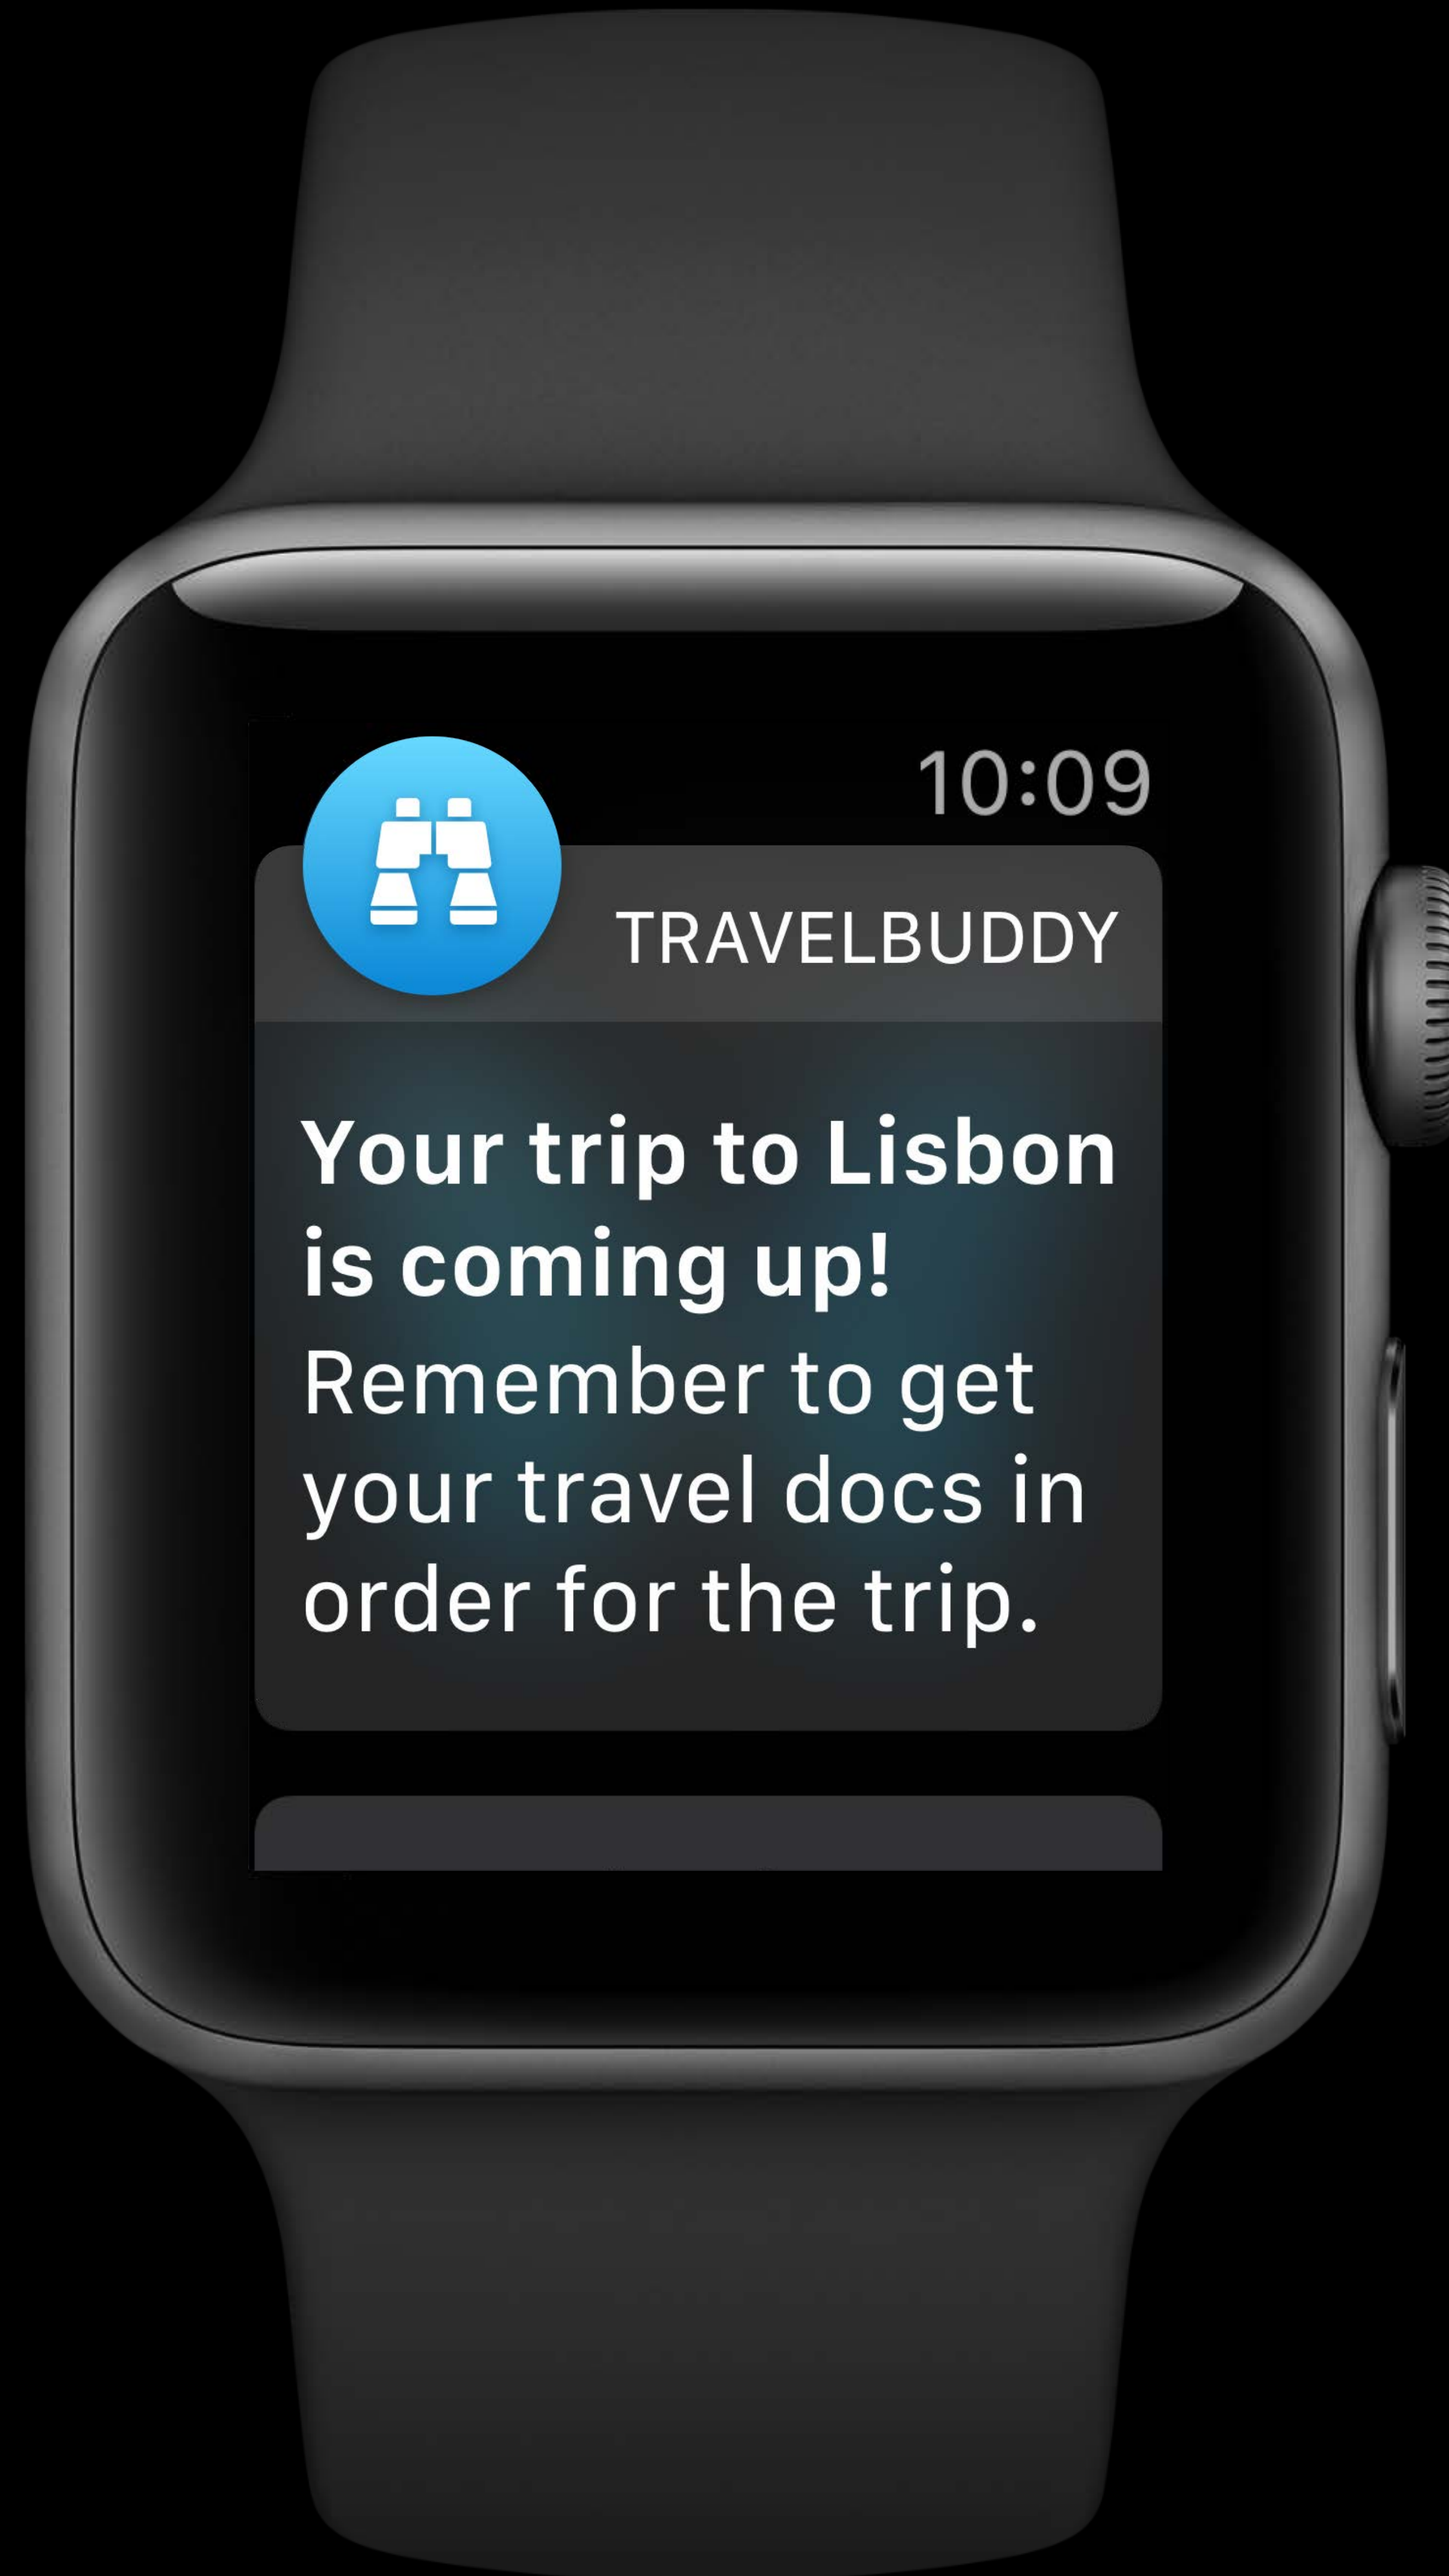 10:09
TRAVELBUDDY
Your trip to Lisbon
is coming up!
Remember to get
your travel docs in
order for the trip.